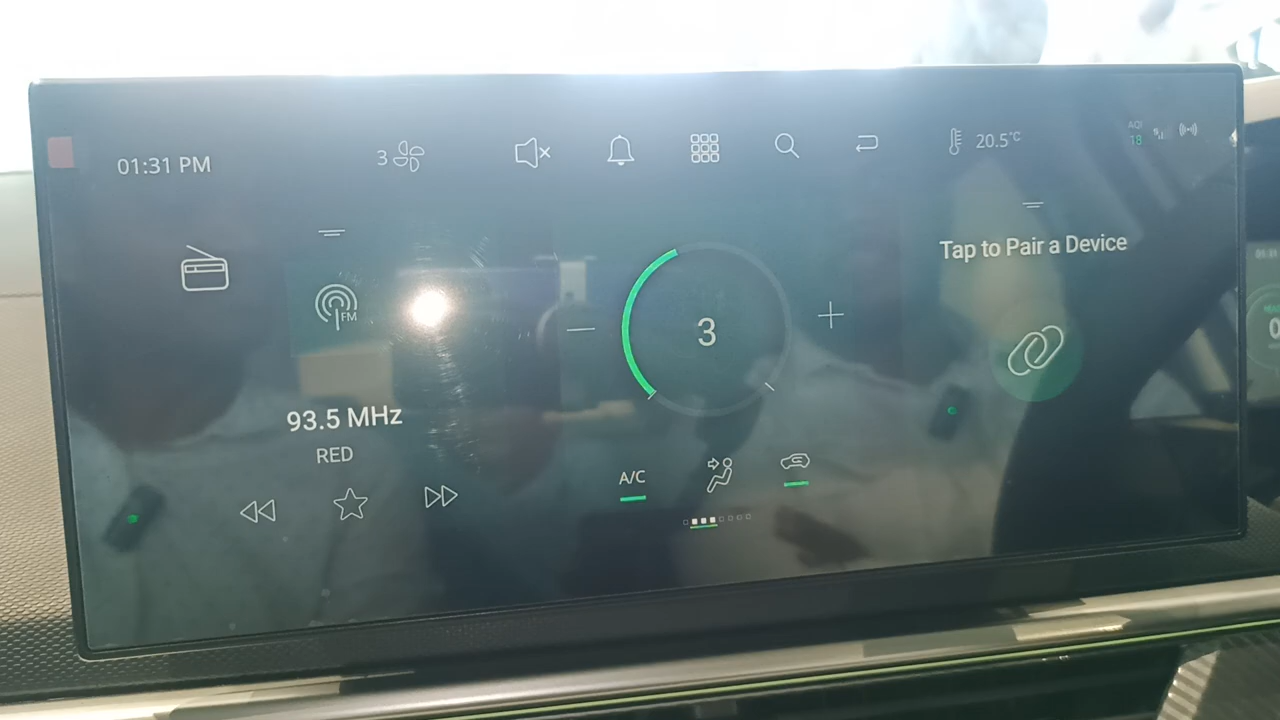 01:31 PM
3
20.5°C
AQI
18
Tap to Pair a Device
FM
3
93.5 MHz
RED
A/C